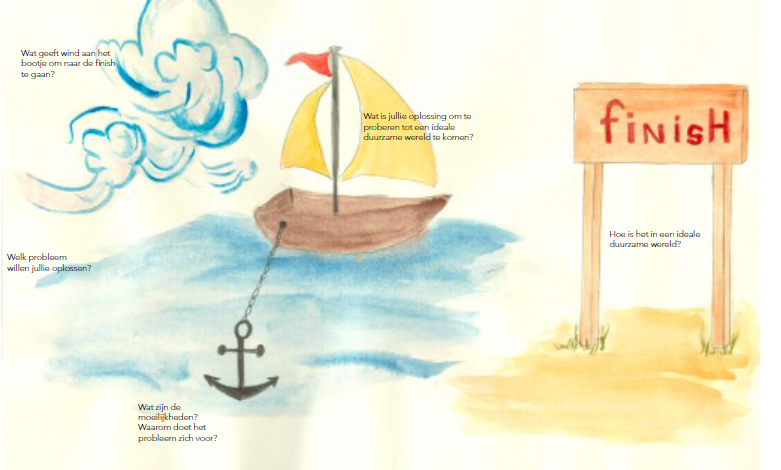 Wat geeft wind aan het
bootje om naar de finish
te gaan?
Wat is jullie oplossing om te
proberen tot een ideale
duurzame wereld te komen?
finisH
Hoe is het in een ideale
duurzame wereld?
Welk probleem
willen jullie oplossen?
Wat zijn de
moeilijkheden?
Waarom doet het
probleem zich voor?